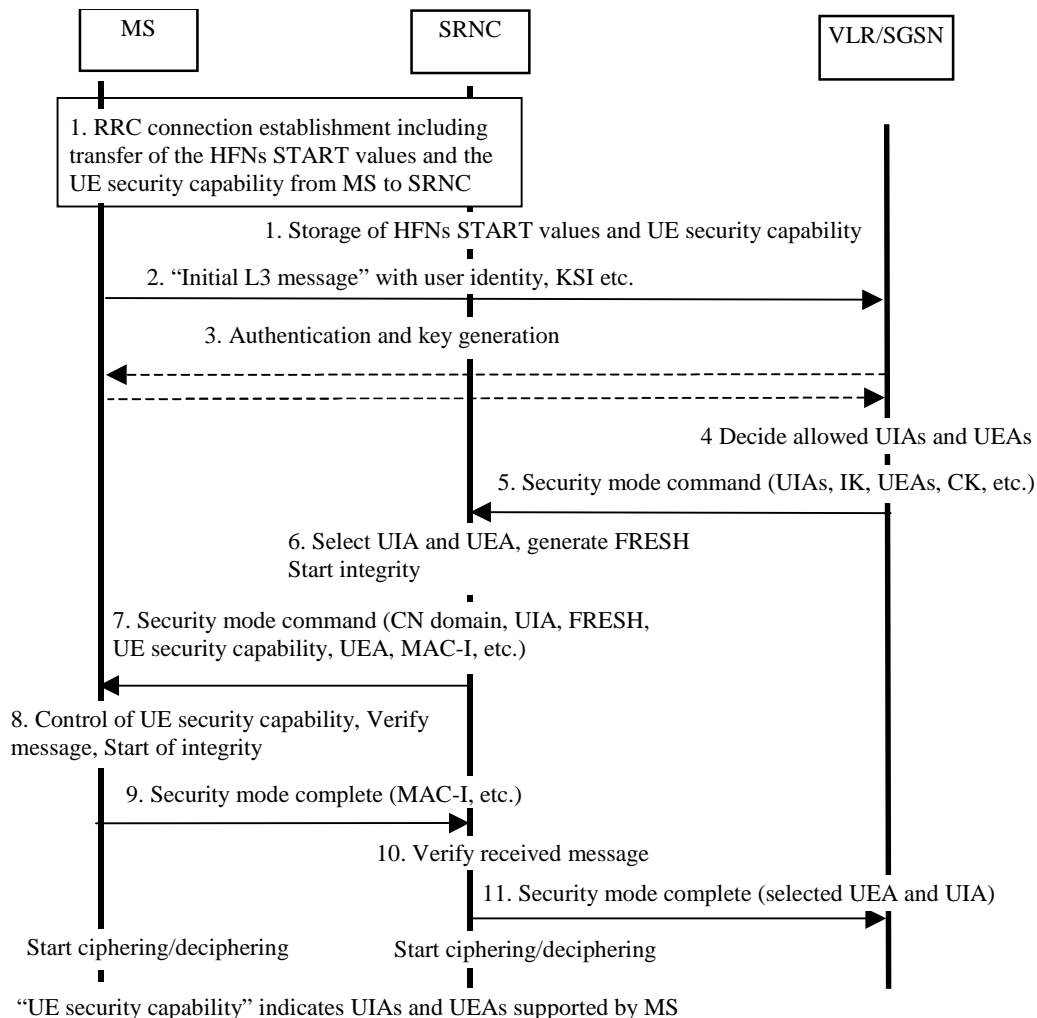 MS
SRNC
VLR/SGSN
1. RRC connection establishment including
transfer of the HFNs START values and the
UE security capability from MS to SRNC
1. Storage of HFNs START values and UE security capability
2. “Initial L3 message” with user identity, KSI etc.
3. Authentication and key generation
4 Decide allowed UIAs and UEAs
5. Security mode command (UIAs, IK, UEAs, CK, etc.)
6. Select UIA and UEA, generate FRESH
Start integrity
7. Security mode command (CN domain, UIA, FRESH,
UE security capability, UEA, MAC-I, etc.)
8. Control of UE security capability, Verify
message, Start of integrity
9. Security mode complete (MAC-I, etc.)
10. Verify received message
11. Security mode complete (selected UEA and UIA)
Start ciphering/deciphering
Start ciphering/deciphering
“UE security capability” indicates UIAs and UEAs supported by MS